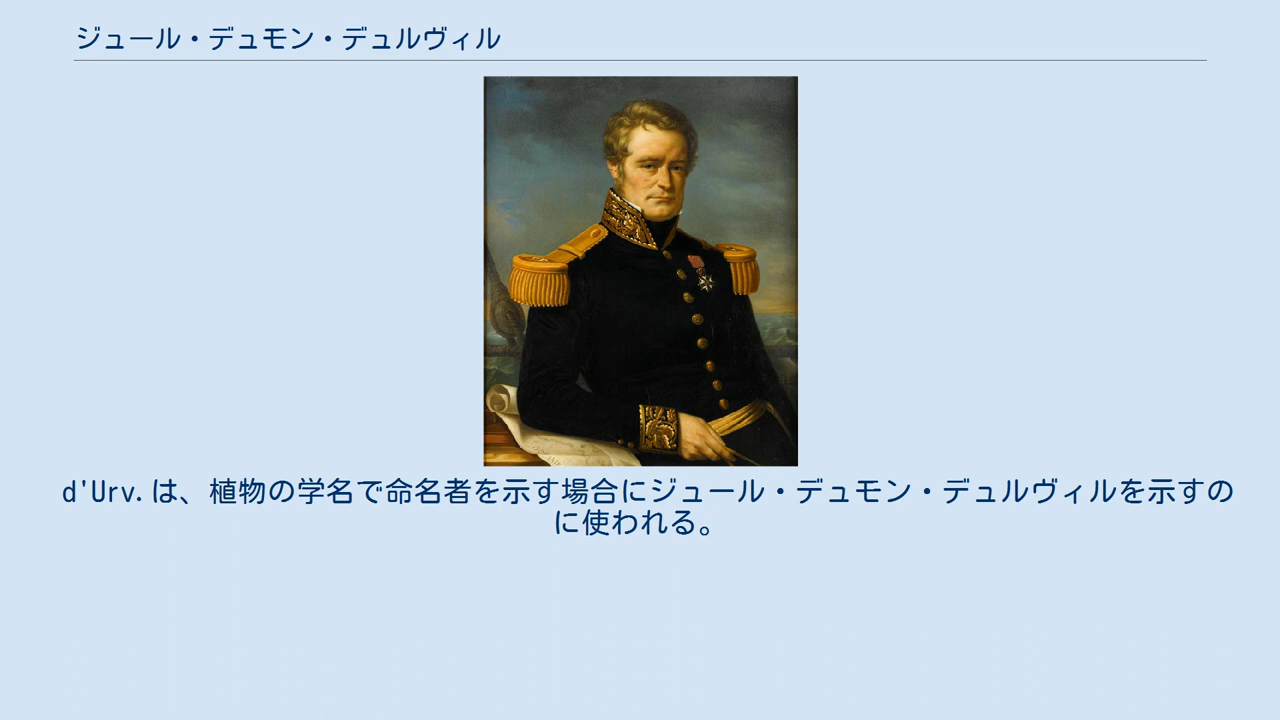 ジュール・デュモン・デュルヴィル
d'Urv.は、植物の学名で命名者を示す場合にジュール・デュモン・デュルヴィルを示すの
に使われる。